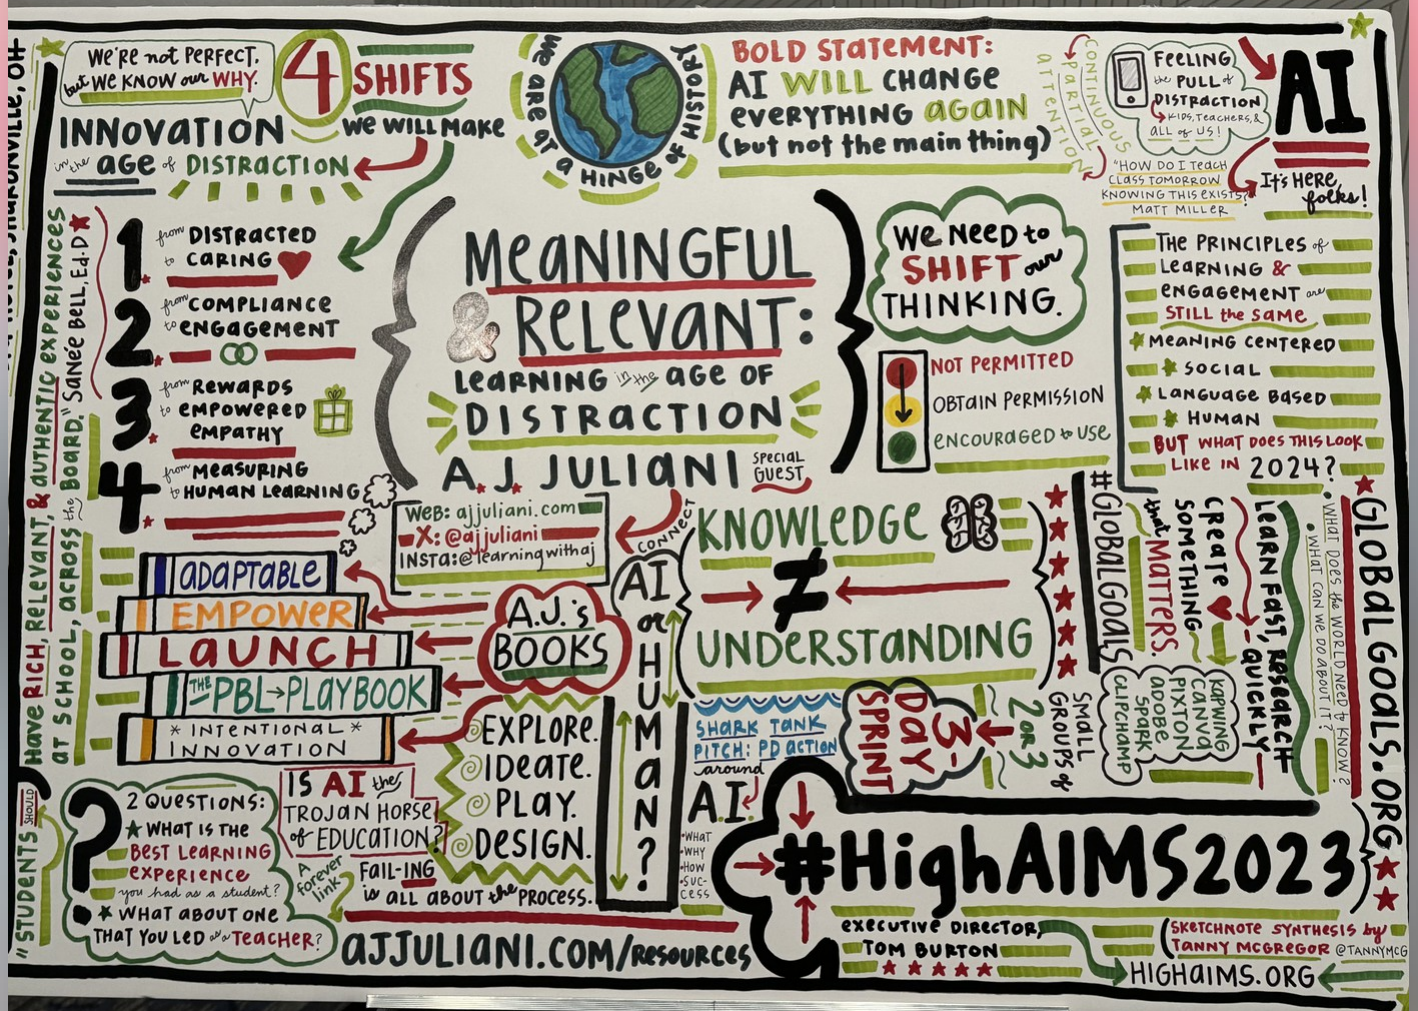 We're not perfect,
but we know our why.
4 SHIFTS
we will make
INNOVATION
in the age of DISTRACTION
we are at a hinge of history
BOLD STATEMENT:
AI WILL CHANGE
everything again
(but not the main thing)
CONTINUOUS
PARTIAL
ATTENTION
FEELING
the PULL of
DISTRACTION
KIDS, TEACHERS, &
ALL of US!
"HOW DO I TEACH
CLASS TOMORROW
KNOWING THIS EXISTS?"
MATT MILLER
AI
It's HERE,
folks!
SHARONVILLE, OH
1 from DISTRACTED
to CARING
2 from COMPLIANCE
to ENGAGEMENT
3 from REWARDS
to EMPOWERED
EMPATHY
4 from MEASURING
to HUMAN LEARNING
"STUDENTS SHOULD
HAVE RICH, RELEVANT, & AUTHENTIC EXPERIENCES
AT SCHOOL, ACROSS the BOARD." SANÉE BELL, Ed.D
MEANINGFUL
& RELEVANT:
LEARNING in the AGE OF
DISTRACTION
A.J. JULIANI
SPECIAL
GUEST
WE NEED to
SHIFT our
THINKING.
NOT PERMITTED
OBTAIN PERMISSION
ENCOURAGED to USE
THE PRINCIPLES of
LEARNING &
ENGAGEMENT are
STILL the SAME
MEANING CENTERED
SOCIAL
LANGUAGE BASED
HUMAN
BUT WHAT DOES THIS LOOK
LIKE IN 2024?
WEB: ajjuliani.com
X: @ajjuliani
INSTA: @learningwithaj
CONNECT
ADAPTABLE
EMPOWER
LAUNCH
THE PBL→PLAYBOOK
* INTENTIONAL *
INNOVATION
A.J.'s
BOOKS
AI
or
HUMAN?
KNOWLEDGE
≠
UNDERSTANDING
#GLOBALGOALS
CREATE
SOMETHING
that MATTERS.
LEARN FAST, RESEARCH
QUICKLY
• WHAT DOES the WORLD NEED to KNOW?
• WHAT CAN WE DO ABOUT IT?
GLOBALGOALS.ORG
KAPWING
CANVA
PIXTON
ADOBE
SPARK
CLIPCHAMP
SMALL
GROUPS of
2 OR 3
3-
DAY
SPRINT
SHARK TANK
PITCH: PD ACTION
around
A.I.
• WHAT
• WHY
• HOW
• SUC-
CESS
EXPLORE.
IDEATE.
PLAY.
DESIGN.
2 QUESTIONS:
WHAT IS THE
BEST LEARNING
EXPERIENCE
you had as a student?
WHAT ABOUT ONE
THAT YOU LED as a TEACHER?
IS AI the
TROJAN HORSE
of EDUCATION?
A
forever
link
FAIL-ING
is ALL ABOUT the PROCESS.
AJJULIANI.COM/RESOURCES
#HighAIMS2023
EXECUTIVE DIRECTOR,
TOM BURTON
SKETCHNOTE SYNTHESIS by
TANNY MCGREGOR @TANNYMCG
HIGHAIMS.ORG